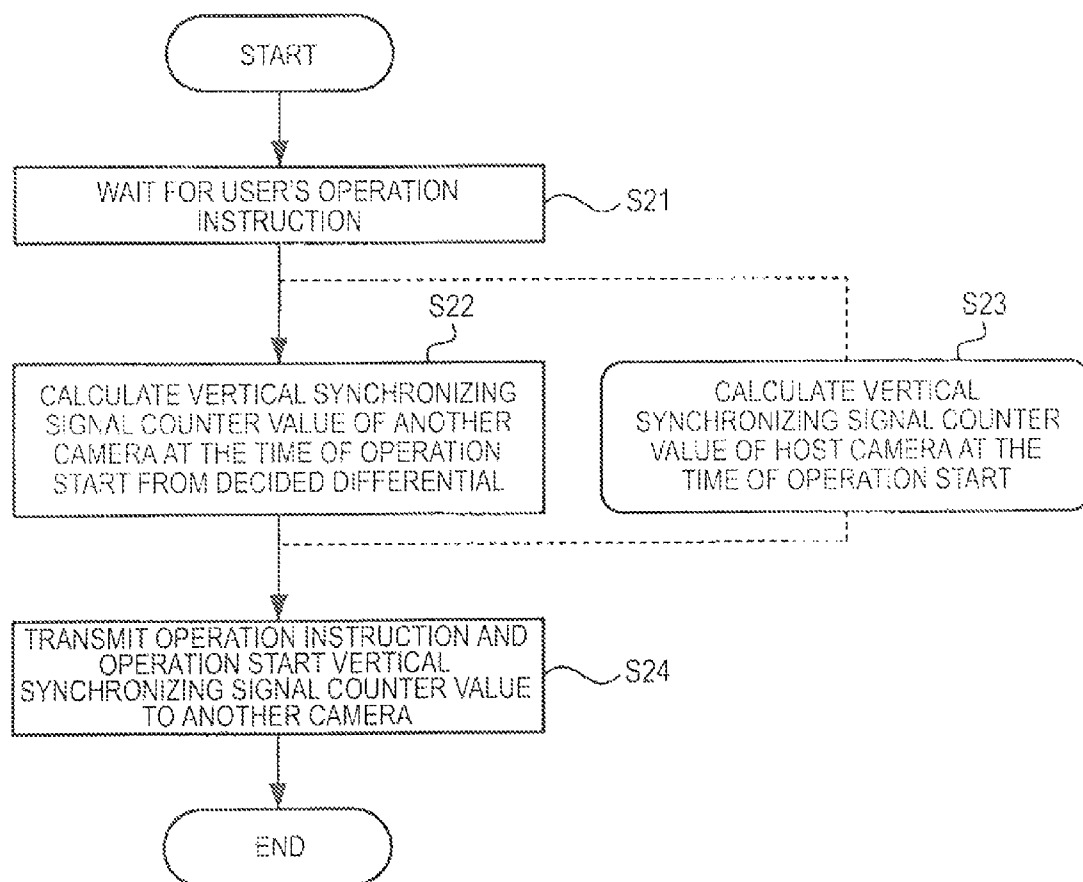 START
WAIT FOR USER'S OPERATION
INSTRUCTION
S21
S22
S23
CALCULATE VERTICAL SYNCHRONIZING
SIGNAL COUNTER VALUE OF ANOTHER
CAMERA AT THE TIME OF OPERATION
START FROM DECIDED DIFFERENTIAL
CALCULATE VERTICAL
SYNCHRONIZING SIGNAL COUNTER
VALUE OF HOST CAMERA AT THE
TIME OF OPERATION START
TRANSMIT OPERATION INSTRUCTION AND
OPERATION START VERTICAL
SYNCHRONIZING SIGNAL COUNTER VALUE
TO ANOTHER CAMERA
S24
END